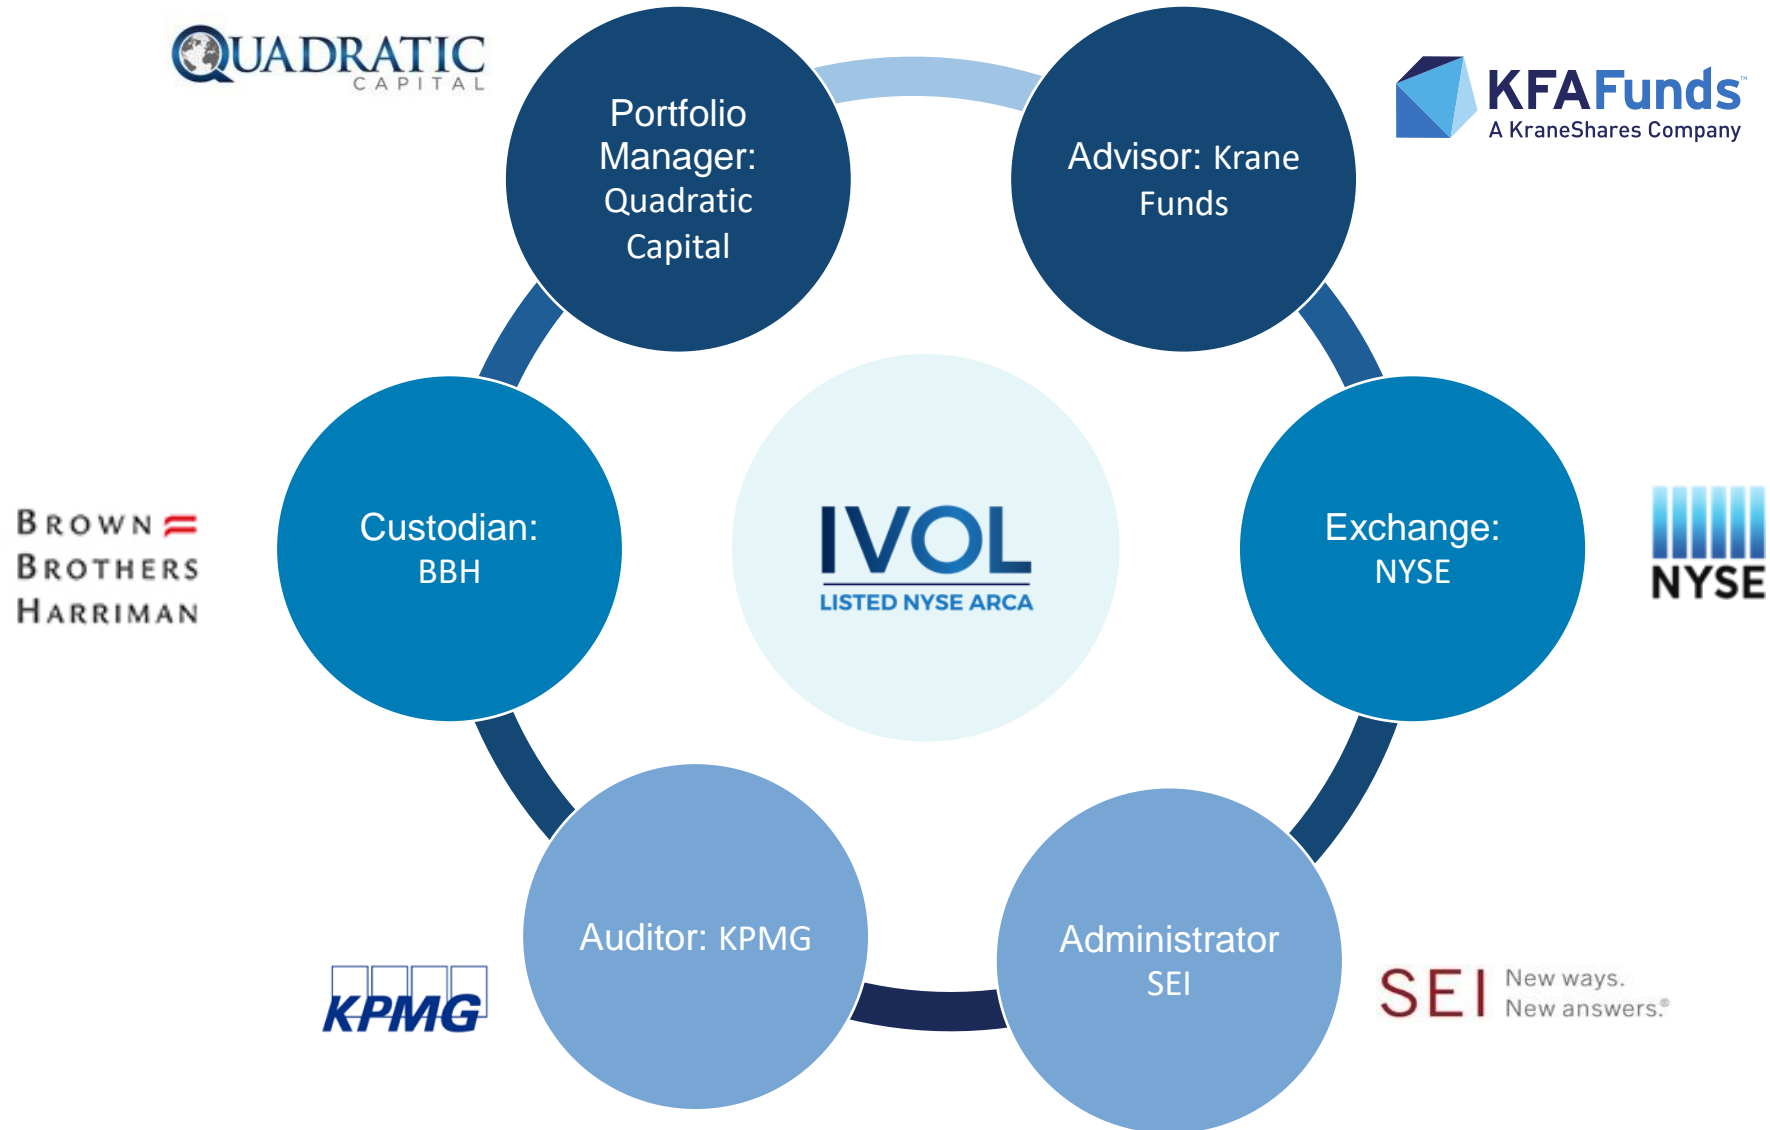 QUADRATIC
CAPITAL
Portfolio
Manager:
Quadratic
Capital
Advisor: Krane
Funds
KFAFunds™
A KraneShares Company
BROWN
BROTHERS
HARRIMAN
Custodian:
BBH
IVOL
LISTED NYSE ARCA
Exchange:
NYSE
NYSE
KPMG
Auditor: KPMG
Administrator
SEI
SEI
New ways.
New answers.®